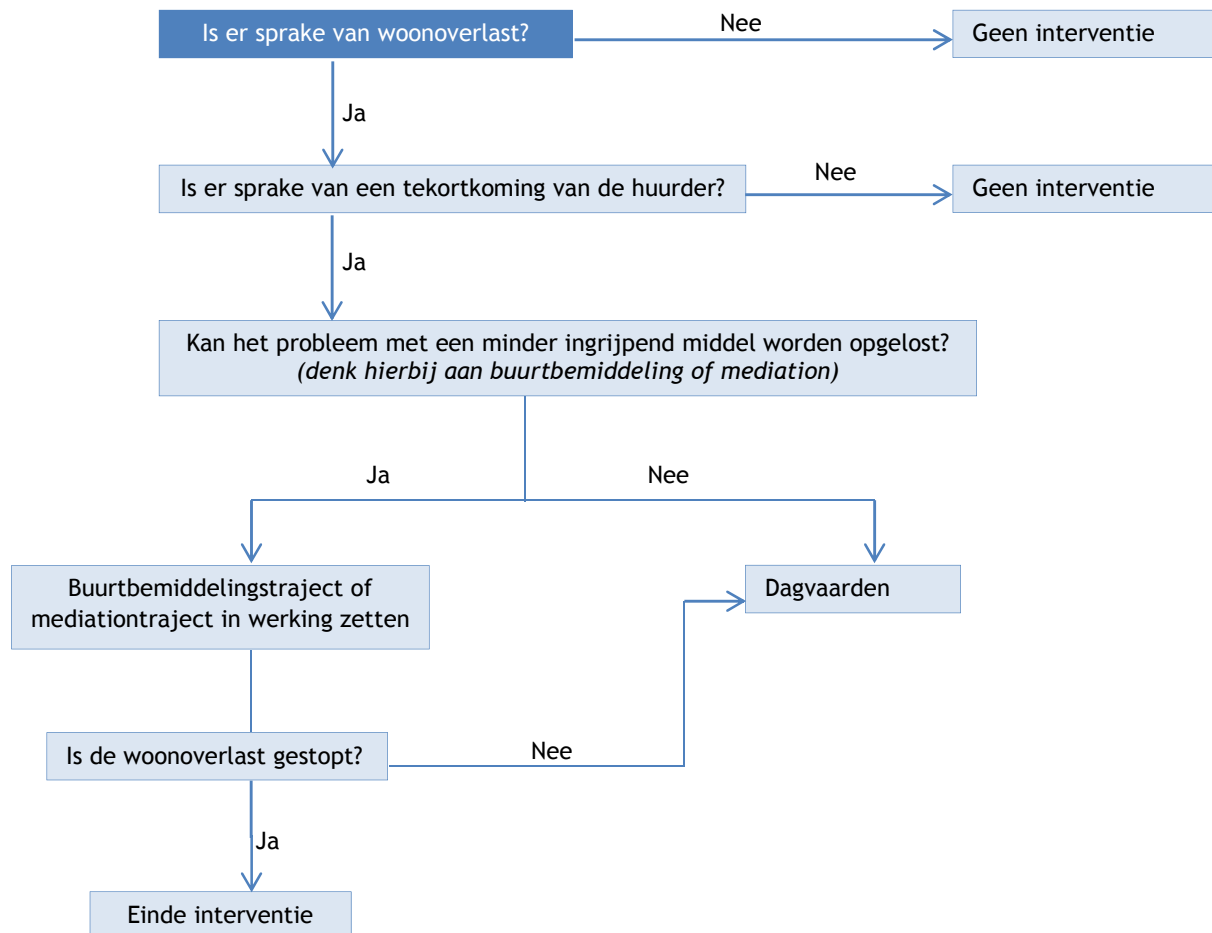 Is er sprake van woonoverlast?
Nee
Geen interventie
Ja
Is er sprake van een tekortkoming van de huurder?
Nee
Geen interventie
Ja
Kan het probleem met een minder ingrijpend middel worden opgelost?
(denk hierbij aan buurtbemiddeling of mediation)
Ja
Nee
Buurtbemiddelingstraject of
mediationtraject in werking zetten
Dagvaarden
Is de woonoverlast gestopt?
Nee
Ja
Einde interventie